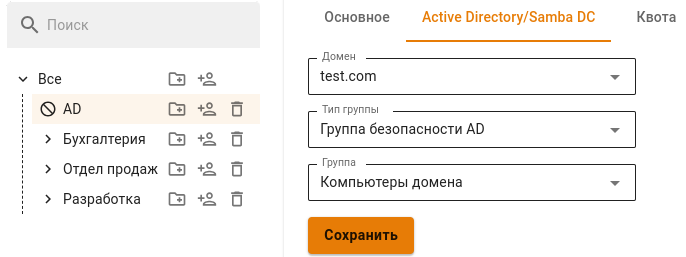 Поиск
Все
AD
Бухгалтерия
Отдел продаж
Разработка
Основное
Active Directory/Samba DC
Квота
Домен
test.com
Тип группы
Группа безопасности AD
Группа
Компьютеры домена
Сохранить